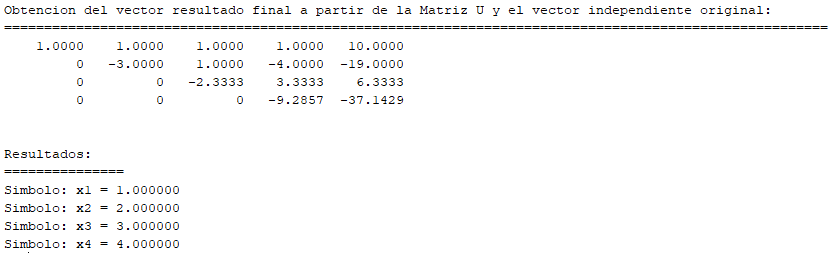 Obtencion del vector resultado final a partir de la Matriz U y el vector independiente original:
=======================================================================================================
1.0000 1.0000 1.0000 1.0000 10.0000
0 -3.0000 1.0000 -4.0000 -19.0000
0 0 -2.3333 3.3333 6.3333
0 0 0 -9.2857 -37.1429
Resultados:
===============
Simbolo: x1 = 1.000000
Simbolo: x2 = 2.000000
Simbolo: x3 = 3.000000
Simbolo: x4 = 4.000000